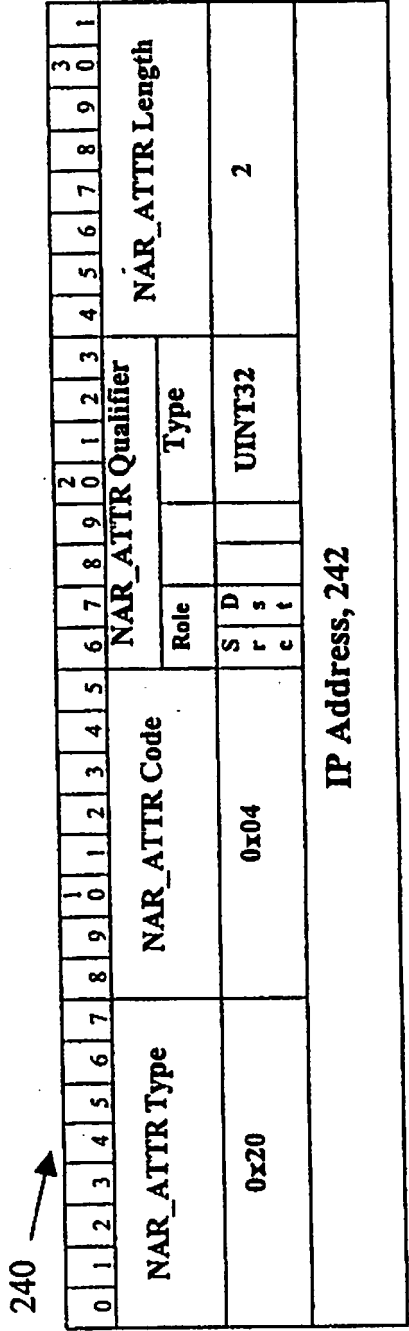 240
1 2 3
0 1 2 3 4 5 6 7 8 9 0 1 2 3 4 5 6 7 8 9 0 1 2 3 4 5 6 7 8 9 0 1
NAR_ATTR Type NAR_ATTR Code NAR_ATTR Qualifier NAR_ATTR Length
Role Type
0x20 0x04 Src Dst UINT32 2
IP Address, 242